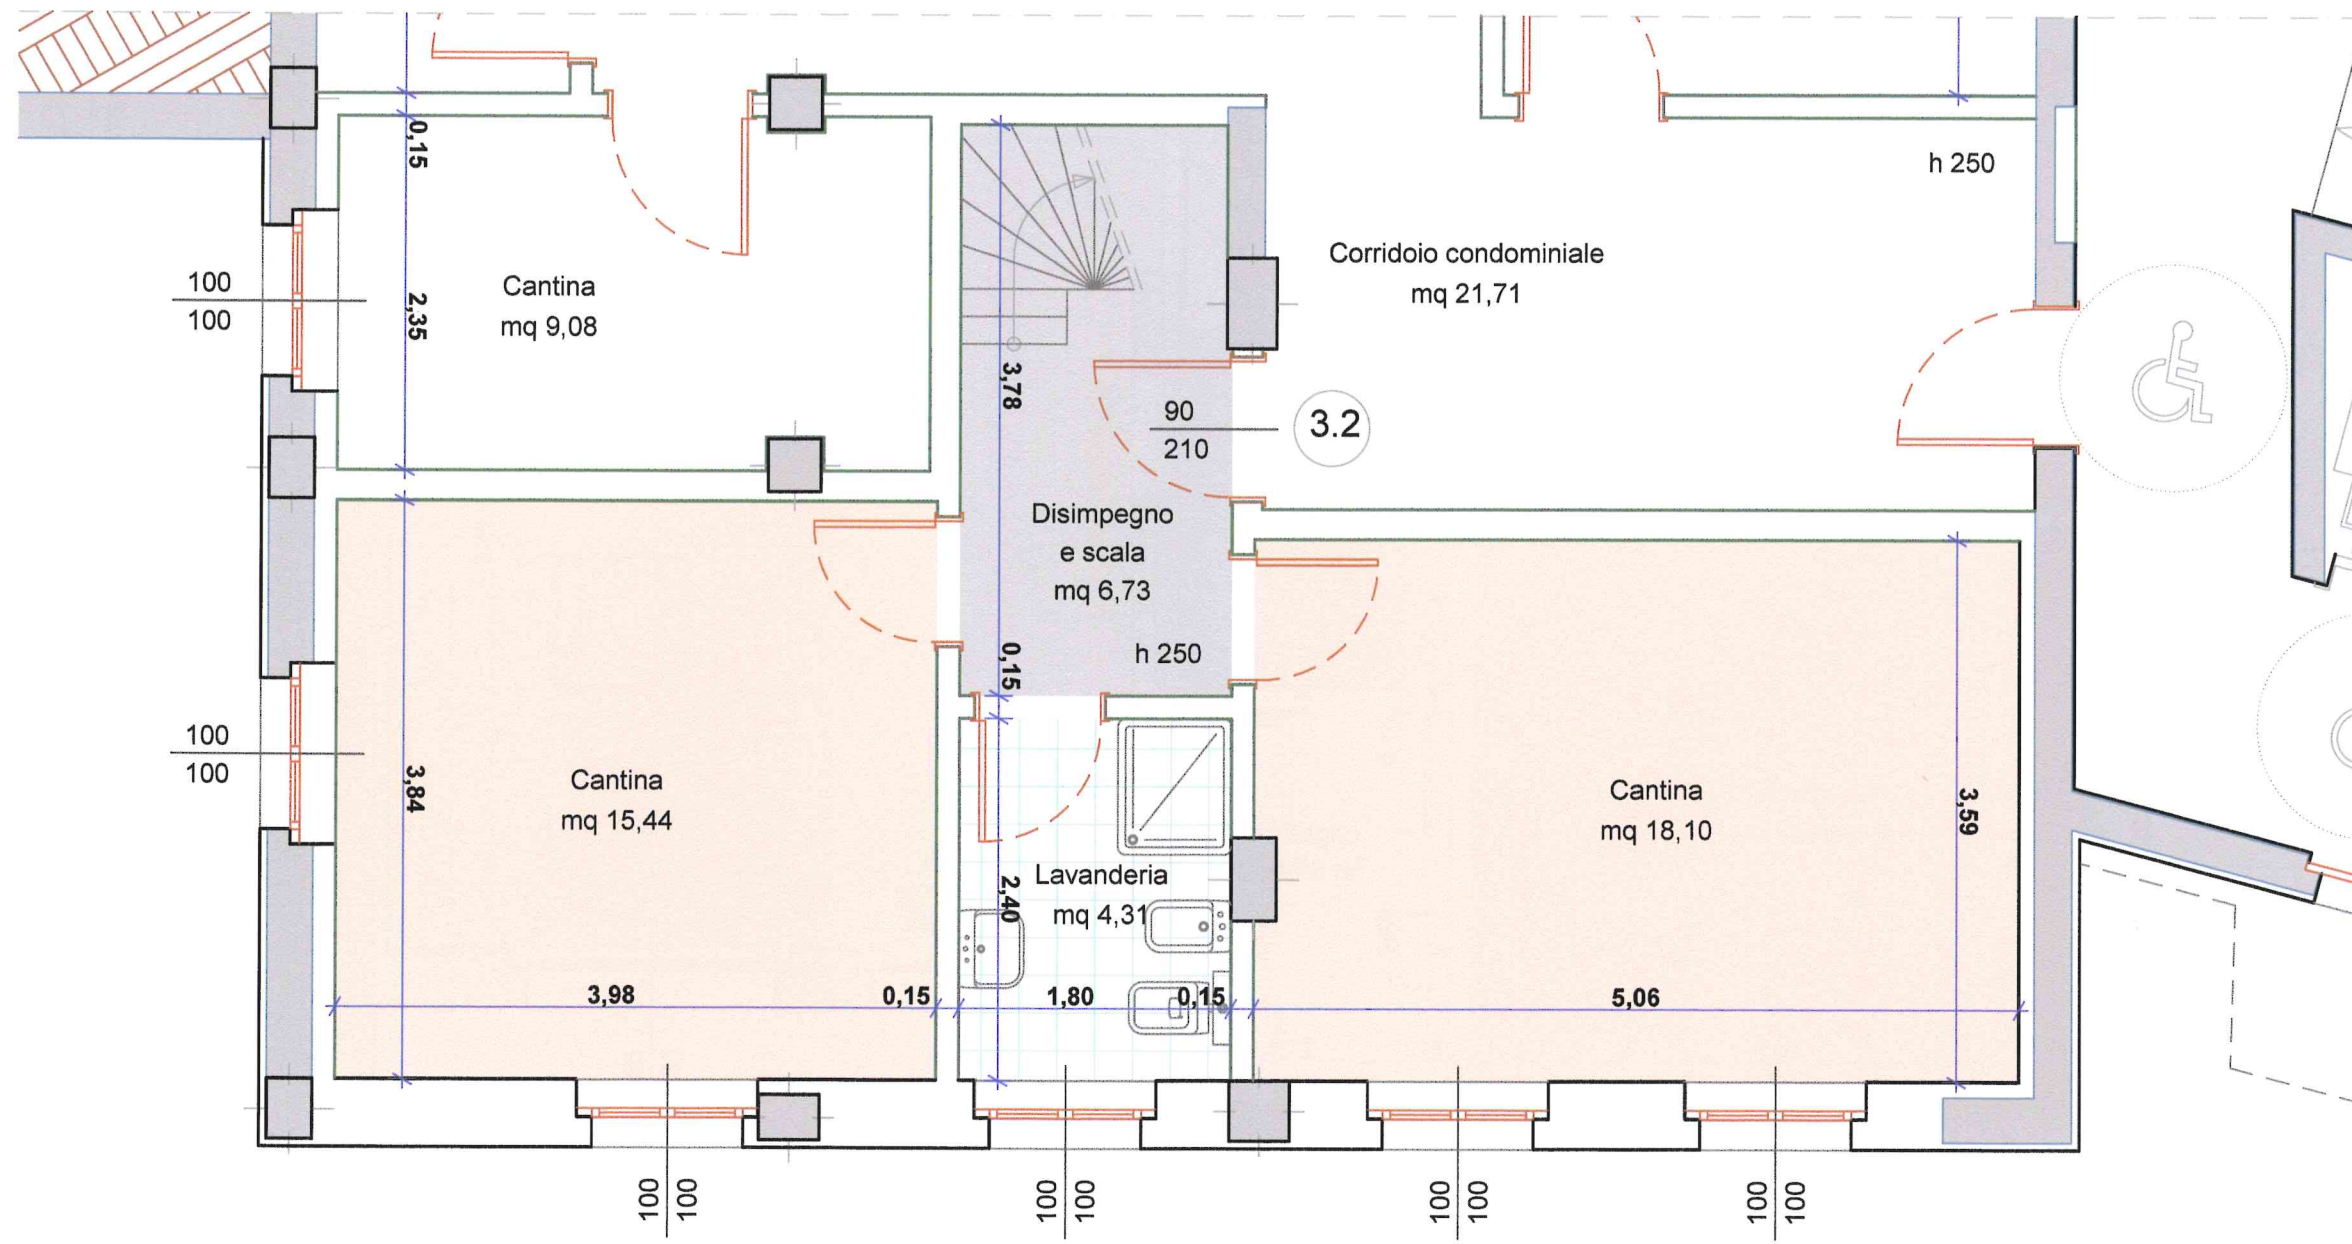 0,15
h 250
100
100
2,35
Cantina
mq 9,08
Corridoio condominiale
mq 21,71
3,78
90
210
3.2
Disimpegno
e scala
mq 6,73
0,15
h 250
100
100
3,84
Cantina
mq 15,44
Lavanderia
mq 4,31
2,40
Cantina
mq 18,10
3,59
3,98
0,15
1,80
0,15
5,06
100
100
100
100
100
100
100
100